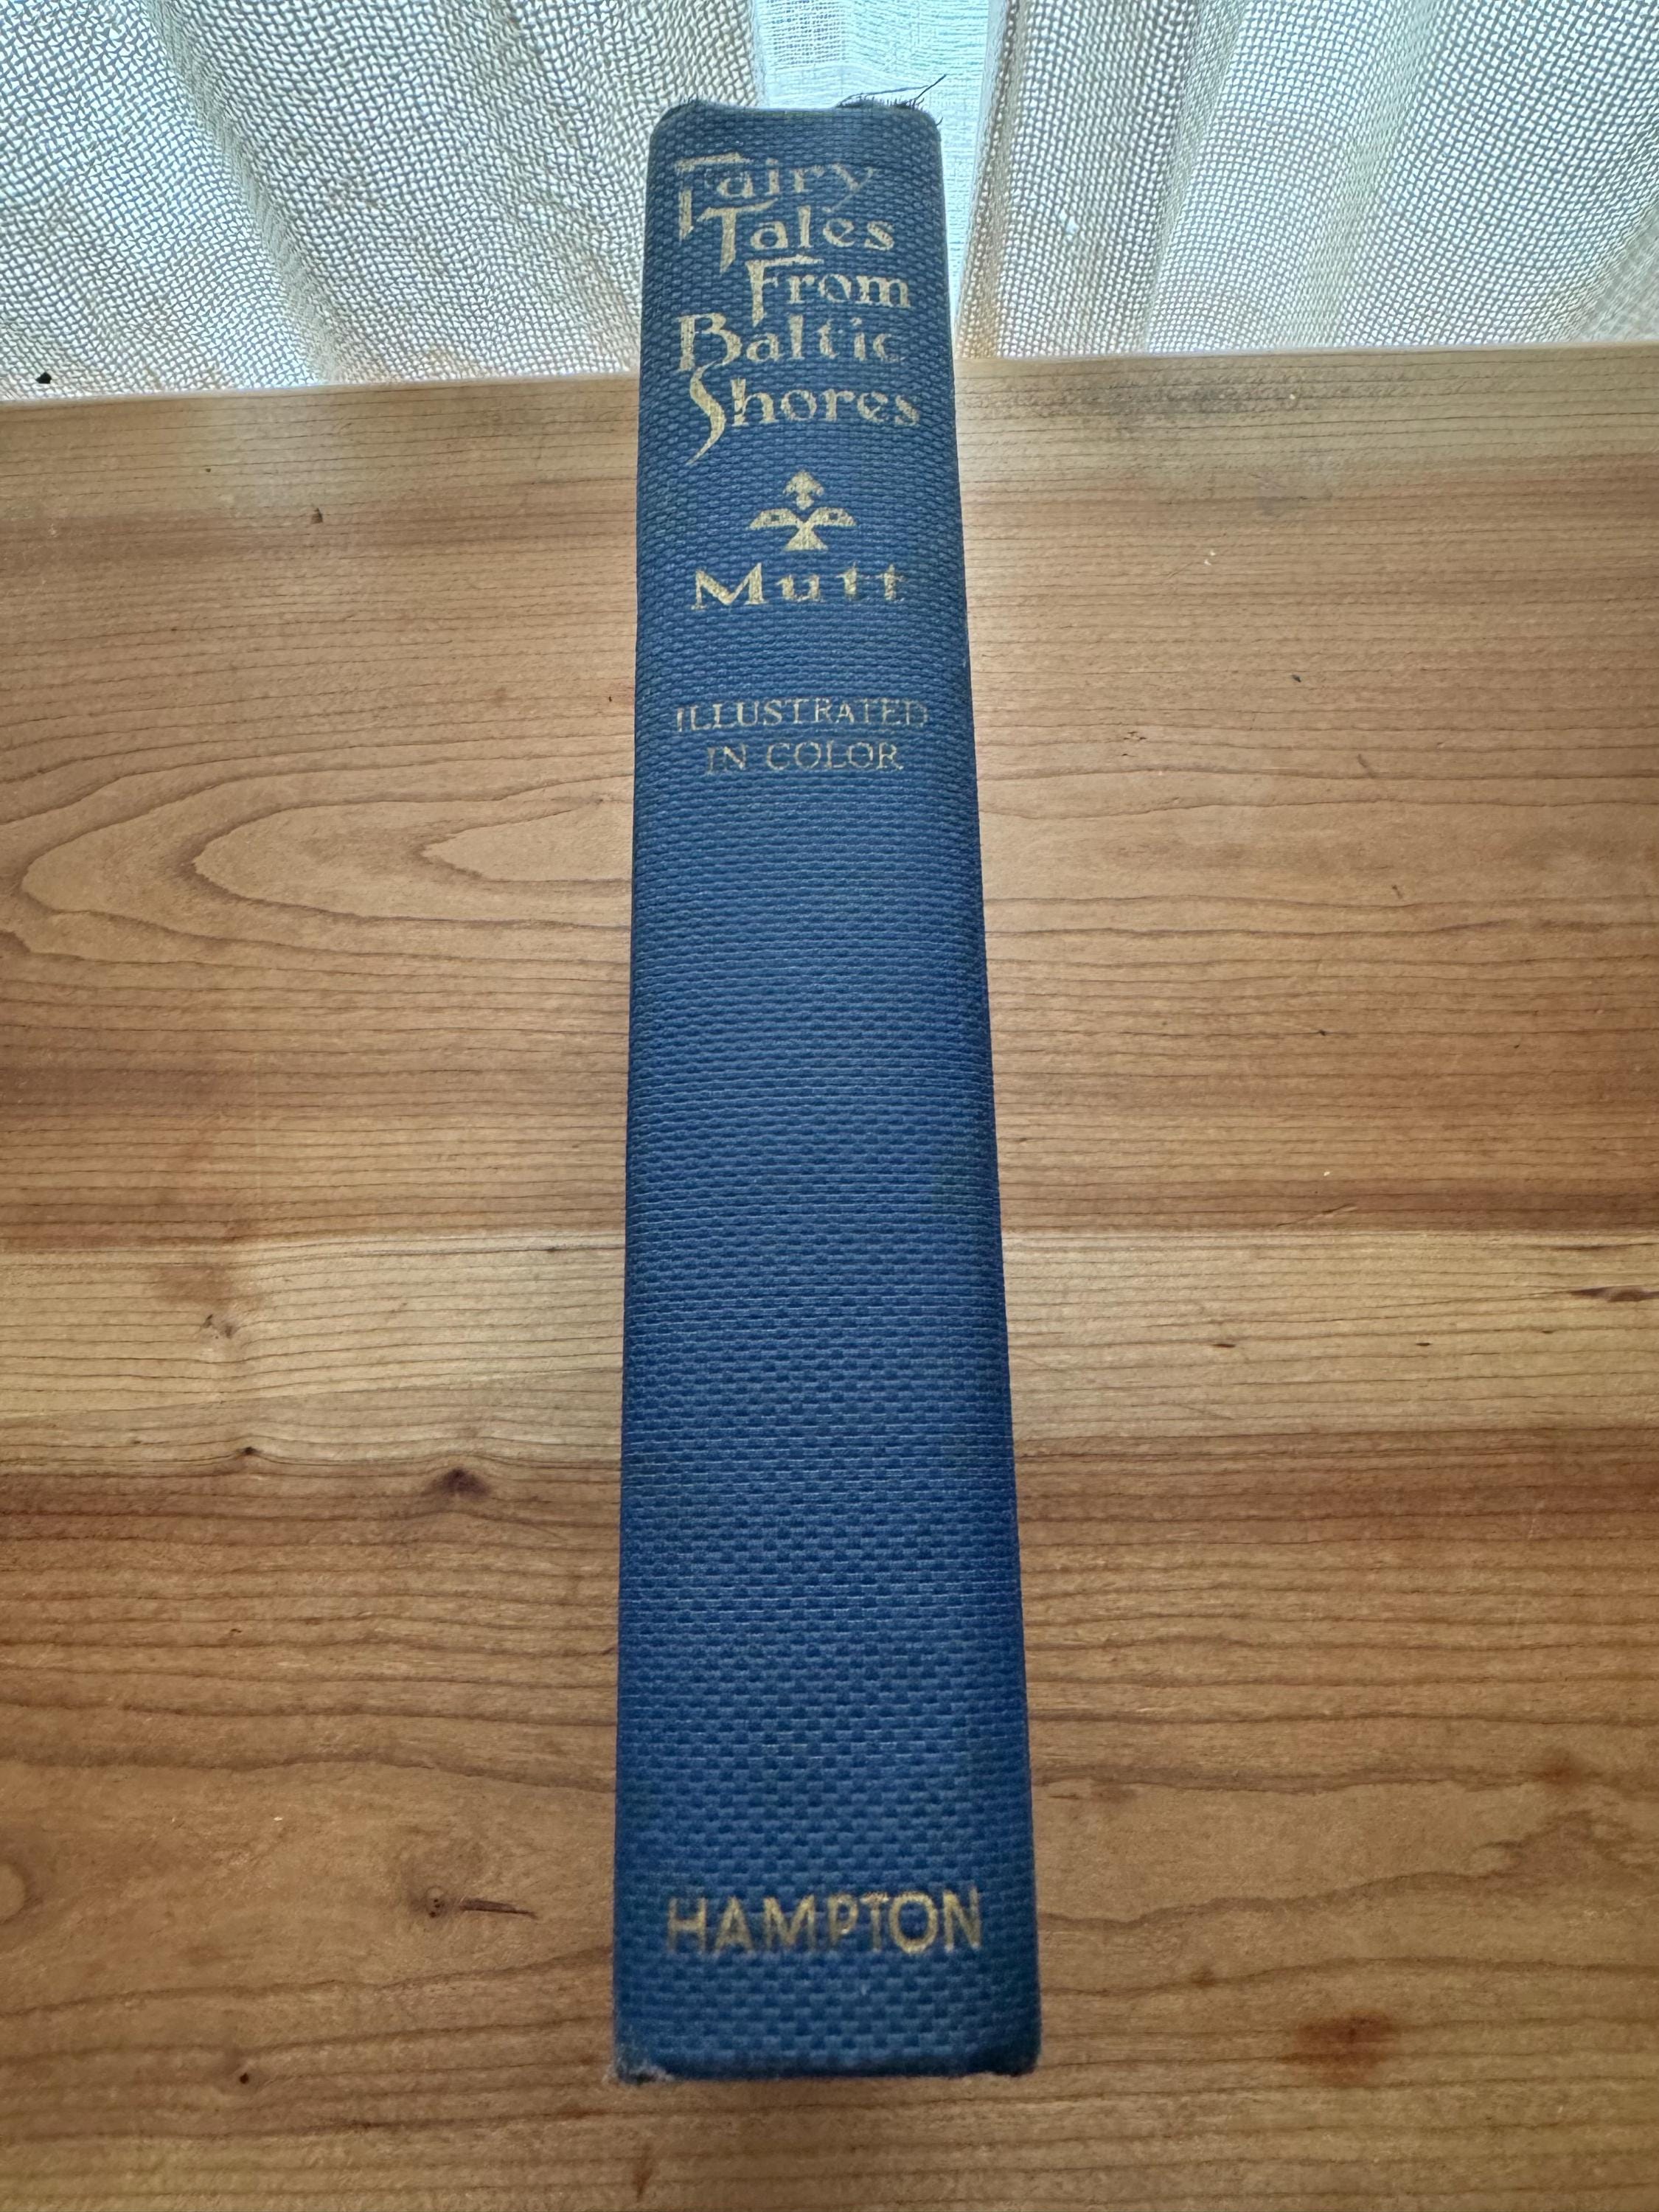 Fairy
Tales
From
Baltic
Shores
Mutt
ILLUSTRATED
IN COLOR
HAMPTON